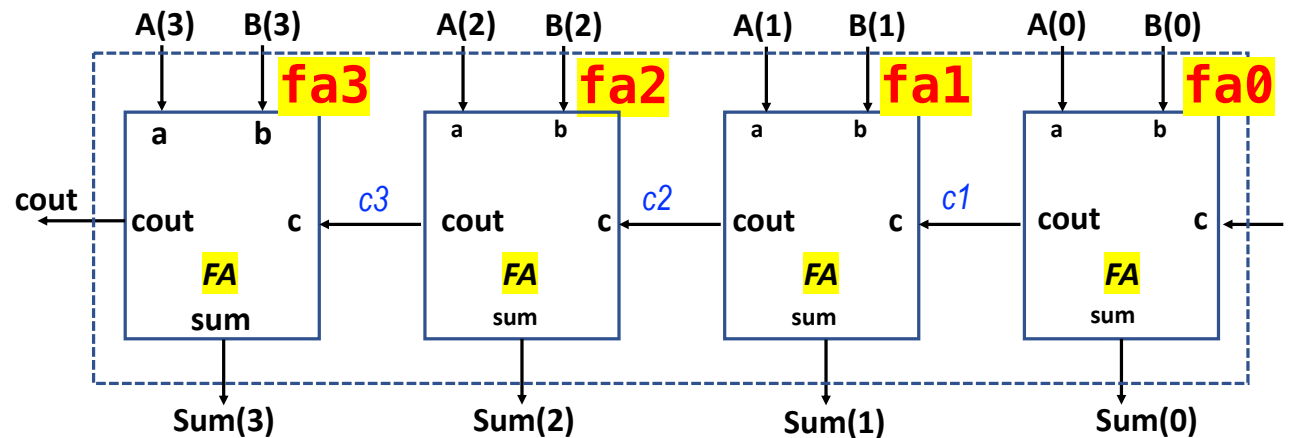 A(3) B(3) A(2) B(2) A(1) B(1) A(0) B(0)
fa3 fa2 fa1 fa0
a b a b a b a b
cout c3 c2 c1
cout c cout c cout c cout c
FA FA FA FA
sum sum sum sum
Sum(3) Sum(2) Sum(1) Sum(0)